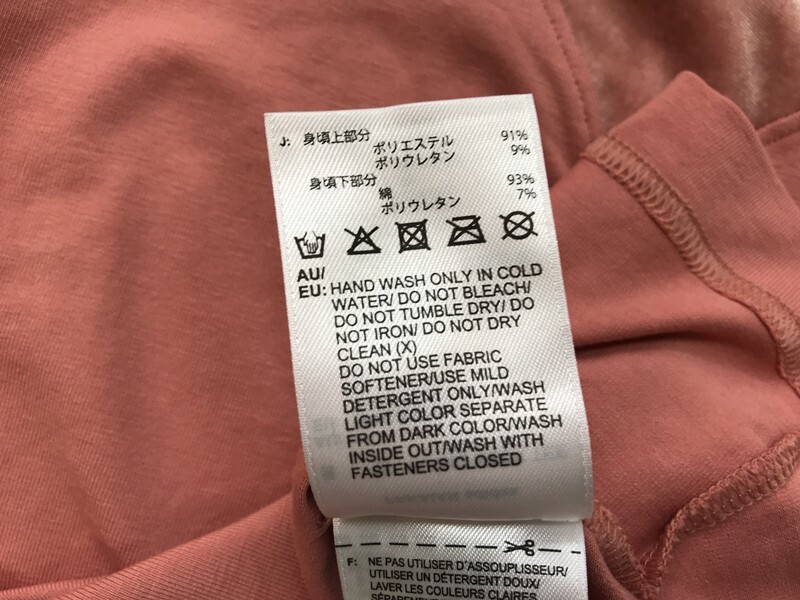 J: 身頃上部分
ポリエステル 91%
ポリウレタン 9%
身頃下部分
綿 93%
ポリウレタン 7%
AU/
EU: HAND WASH ONLY IN COLD
WATER/ DO NOT BLEACH/
DO NOT TUMBLE DRY/ DO
NOT IRON/ DO NOT DRY
CLEAN (X)
DO NOT USE FABRIC
SOFTENER/USE MILD
DETERGENT ONLY/WASH
LIGHT COLOR SEPARATE
FROM DARK COLOR/WASH
INSIDE OUT/WASH WITH
FASTENERS CLOSED
F: NE PAS UTILISER D'ASSOUPLISSEUR/
UTILISER UN DÉTERGENT DOUX/
LAVER LES COULEURS CLAIRES